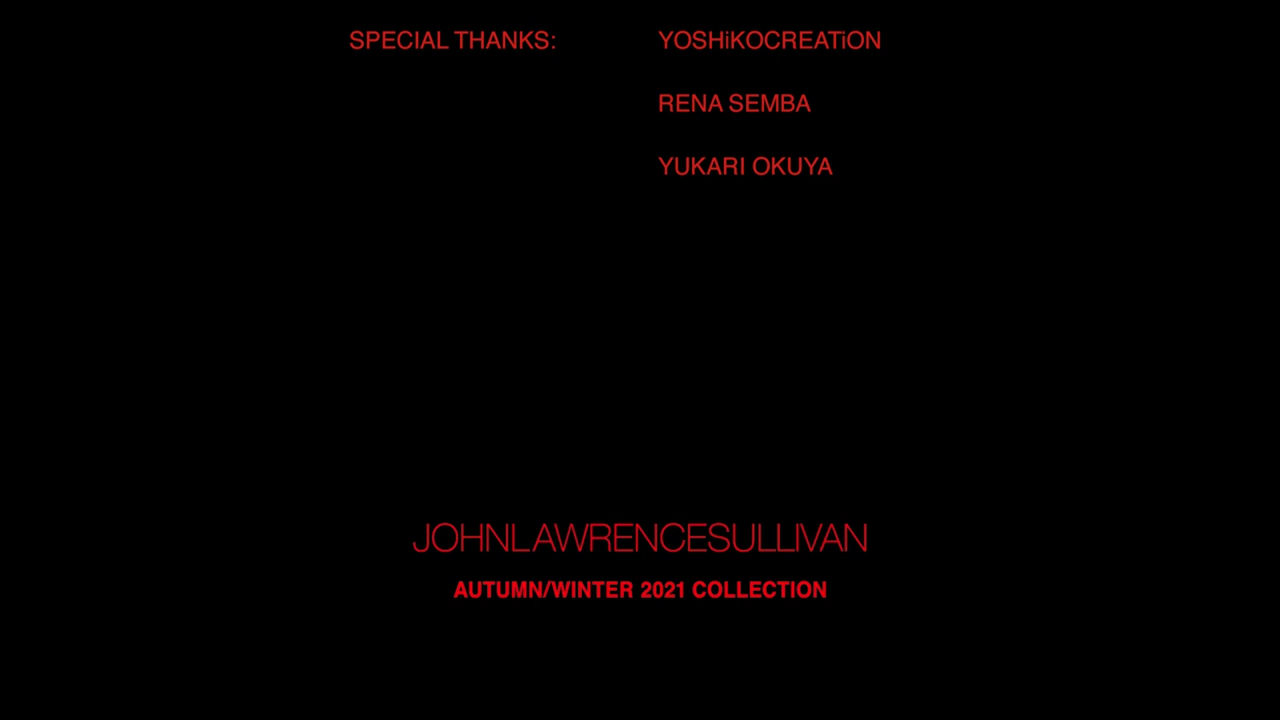 SPECIAL THANKS: YOSHiKOCREATiON
RENA SEMBA
YUKARI OKUYA
JOHNLAWRENCESULLIVAN
AUTUMN/WINTER 2021 COLLECTION